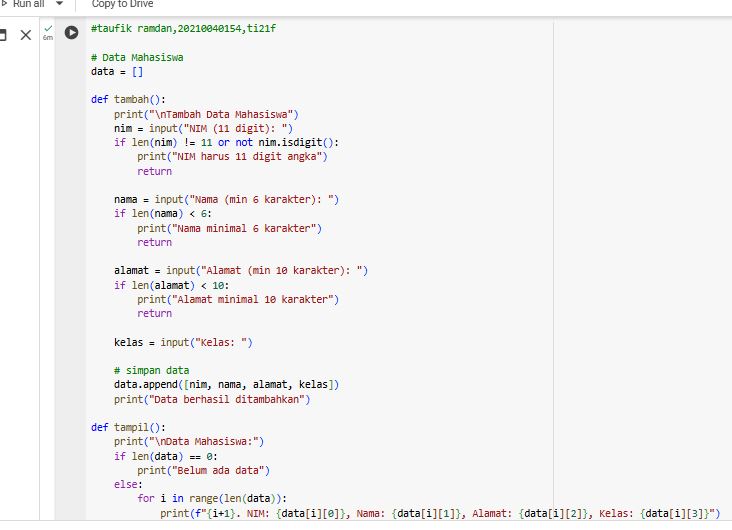 Run all
Copy to Drive
6m
#taufik ramdan,20210040154,ti21f
# Data Mahasiswa
data = []
def tambah():
    print("\nTambah Data Mahasiswa")
    nim = input("NIM (11 digit): ")
    if len(nim) != 11 or not nim.isdigit():
        print("NIM harus 11 digit angka")
        return
    nama = input("Nama (min 6 karakter): ")
    if len(nama) < 6:
        print("Nama minimal 6 karakter")
        return
    alamat = input("Alamat (min 10 karakter): ")
    if len(alamat) < 10:
        print("Alamat minimal 10 karakter")
        return
    kelas = input("Kelas: ")
    # simpan data
    data.append([nim, nama, alamat, kelas])
    print("Data berhasil ditambahkan")
def tampil():
    print("\nData Mahasiswa:")
    if len(data) == 0:
        print("Belum ada data")
    else:
        for i in range(len(data)):
            print(f"{i+1}. NIM: {data[i][0]}, Nama: {data[i][1]}, Alamat: {data[i][2]}, Kelas: {data[i][3]}")